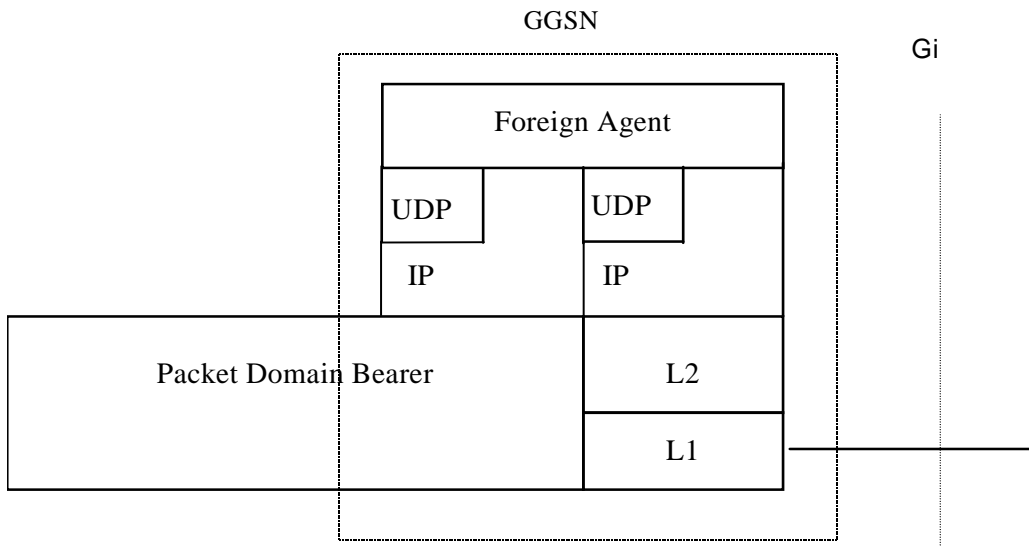 GGSN
Gi
Foreign Agent
UDP
UDP
IP
IP
Packet Domain Bearer
L2
L1